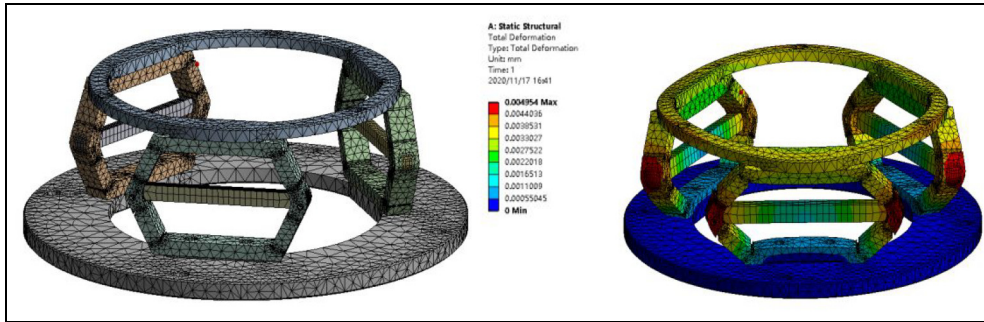 A: Static Structural
Total Deformation
Type: Total Deformation
Unit: mm
Time: 1
2020/11/17 16:41
0.004954 Max
0.0044036
0.0038531
0.0033027
0.0027522
0.0022018
0.0016513
0.0011009
0.00055045
0 Min